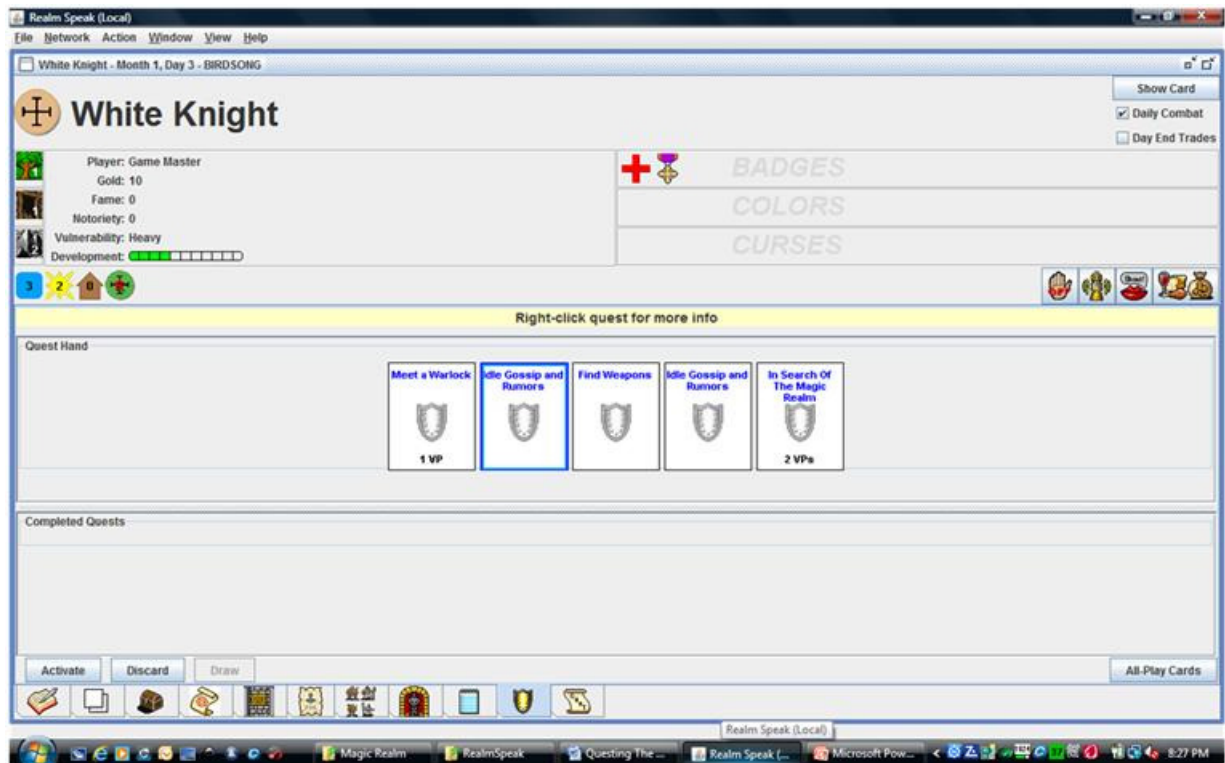 Realm Speak (Local)
File Network Action Window View Help
White Knight - Month 1, Day 3 - BIRDSONG
Show Card
White Knight
Daily Combat
Day End Trades
Player: Game Master
Gold: 10
Fame: 0
Notoriety: 0
Vulnerability: Heavy
Development:
BADGES
COLORS
CURSES
3 2 0
Right-click quest for more info
Quest Hand
Meet a Warlock
1 VP
Idle Gossip and
Rumors
Find Weapons
Idle Gossip and
Rumors
In Search Of
The Magic
Realm
2 VPs
Completed Quests
Activate Discard Draw
All-Play Cards
Realm Speak (Local)
Magic Realm RealmSpeak Questing The ... Realm Speak (... Microsoft Pow... 8:27 PM